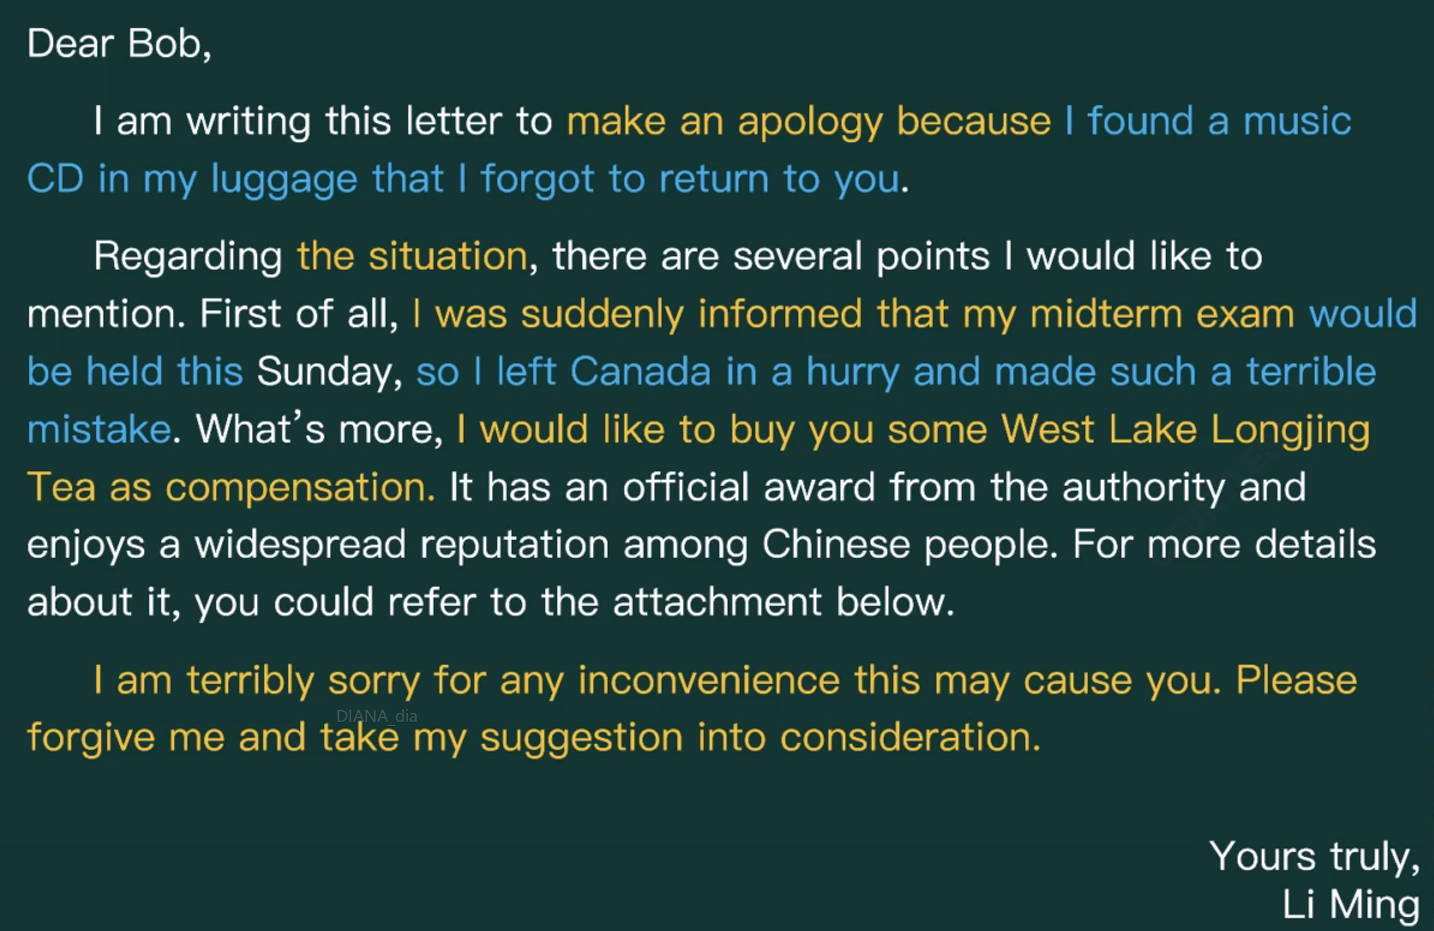 Dear Bob,
I am writing this letter to make an apology because I found a music
CD in my luggage that I forgot to return to you.
Regarding the situation, there are several points I would like to
mention. First of all, I was suddenly informed that my midterm exam would
be held this Sunday, so I left Canada in a hurry and made such a terrible
mistake. What's more, I would like to buy you some West Lake Longjing
Tea as compensation. It has an official award from the authority and
enjoys a widespread reputation among Chinese people. For more details
about it, you could refer to the attachment below.
I am terribly sorry for any inconvenience this may cause you. Please
DIANA_dia
forgive me and take my suggestion into consideration.
Yours truly,
Li Ming